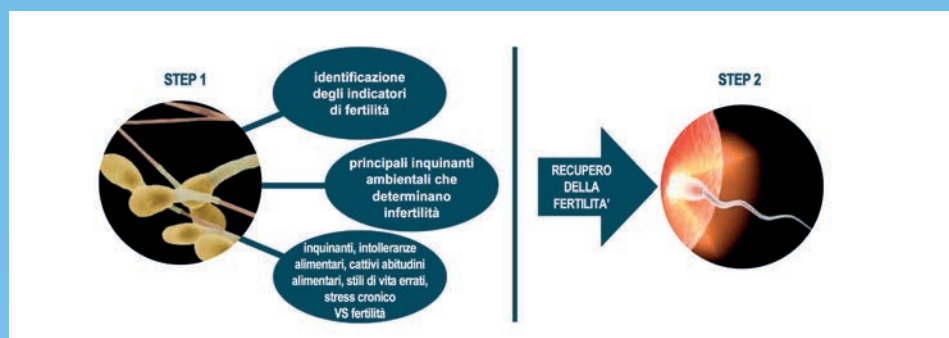 STEP 1
identificazione
degli indicatori
di fertilità
principali inquinanti
ambientali che
determinano
infertilità
inquinanti, intolleranze
alimentari, cattivi abitudini
alimentari, stili di vita errati,
stress cronico
VS fertilità
RECUPERO
DELLA
FERTILITA'
STEP 2